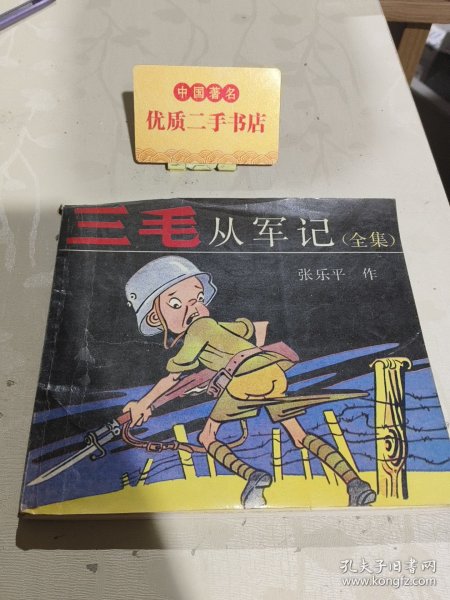 中国著名
优质二手书店
三毛从军记(全集)
张乐平 作
孔夫子旧书网
www.kongfz.com